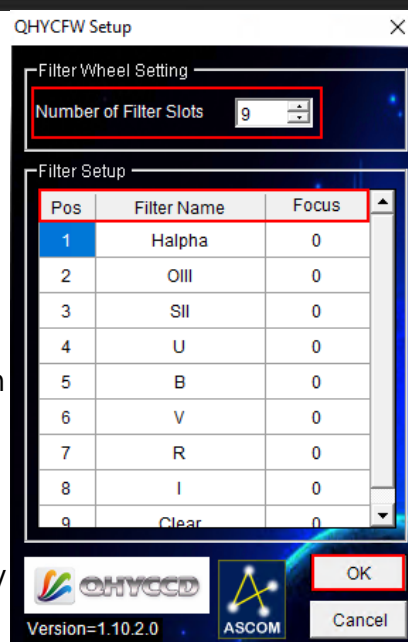 QHYCFW Setup
Filter Wheel Setting
Number of Filter Slots 9
Filter Setup
Pos Filter Name Focus
1 Halpha 0
2 OIII 0
3 SII 0
4 U 0
5 B 0
6 V 0
7 R 0
8 I 0
9 Clear 0
QHYCCD
ASCOM
OK
Cancel
Version=1.10.2.0